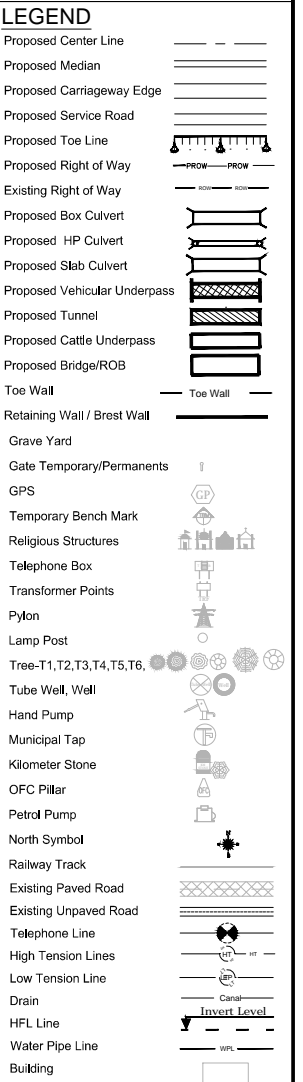 LEGEND
Proposed Center Line
Proposed Median
Proposed Carriageway Edge
Proposed Service Road
Proposed Toe Line
Proposed Right of Way PROW PROW
Existing Right of Way ROW ROW
Proposed Box Culvert
Proposed HP Culvert
Proposed Slab Culvert
Proposed Vehicular Underpass
Proposed Tunnel
Proposed Cattle Underpass
Proposed Bridge/ROB
Toe Wall Toe Wall
Retaining Wall / Brest Wall
Grave Yard
Gate Temporary/Permanents
GPS GP
Temporary Bench Mark
Religious Structures
Telephone Box
Transformer Points
Pylon
Lamp Post
Tree-T1,T2,T3,T4,T5,T6,
Tube Well, Well
Hand Pump
Municipal Tap
Kilometer Stone
OFC Pillar OFC
Petrol Pump
North Symbol N
Railway Track
Existing Paved Road
Existing Unpaved Road
Telephone Line
High Tension Lines HT HT
Low Tension Line
Drain Canal
Invert Level
HFL Line
Water Pipe Line WPL
Building